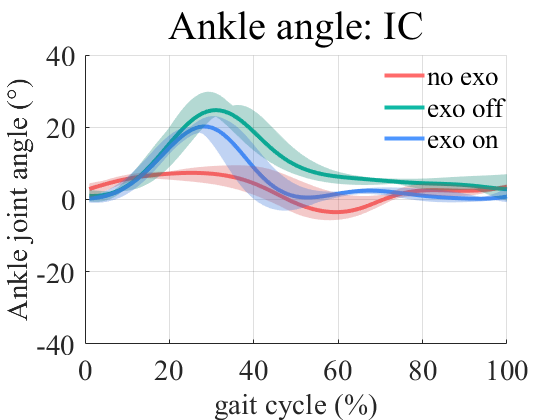 Ankle angle: IC
Ankle joint angle (°)
40
20
0
-20
-40
no exo
exo off
exo on
0 20 40 60 80 100
gait cycle (%)